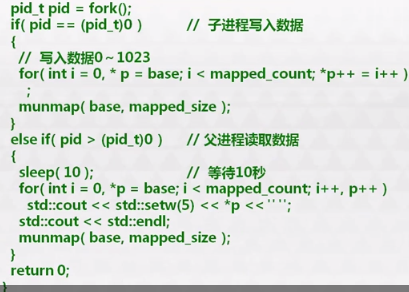 pid_t pid = fork();
if( pid == (pid_t)0 ) // 子进程写入数据
{
// 写入数据0～1023
for( int i = 0, * p = base; i < mapped_count; *p++ = i++ )
;
munmap( base, mapped_size );
}
else if( pid > (pid_t)0 ) // 父进程读取数据
{
sleep( 10 ); // 等待10秒
for( int i = 0, *p = base; i < mapped_count; i++, p++ )
std::cout << std::setw(5) << *p << " ";
std::cout << std::endl;
munmap( base, mapped_size );
}
return 0;
}